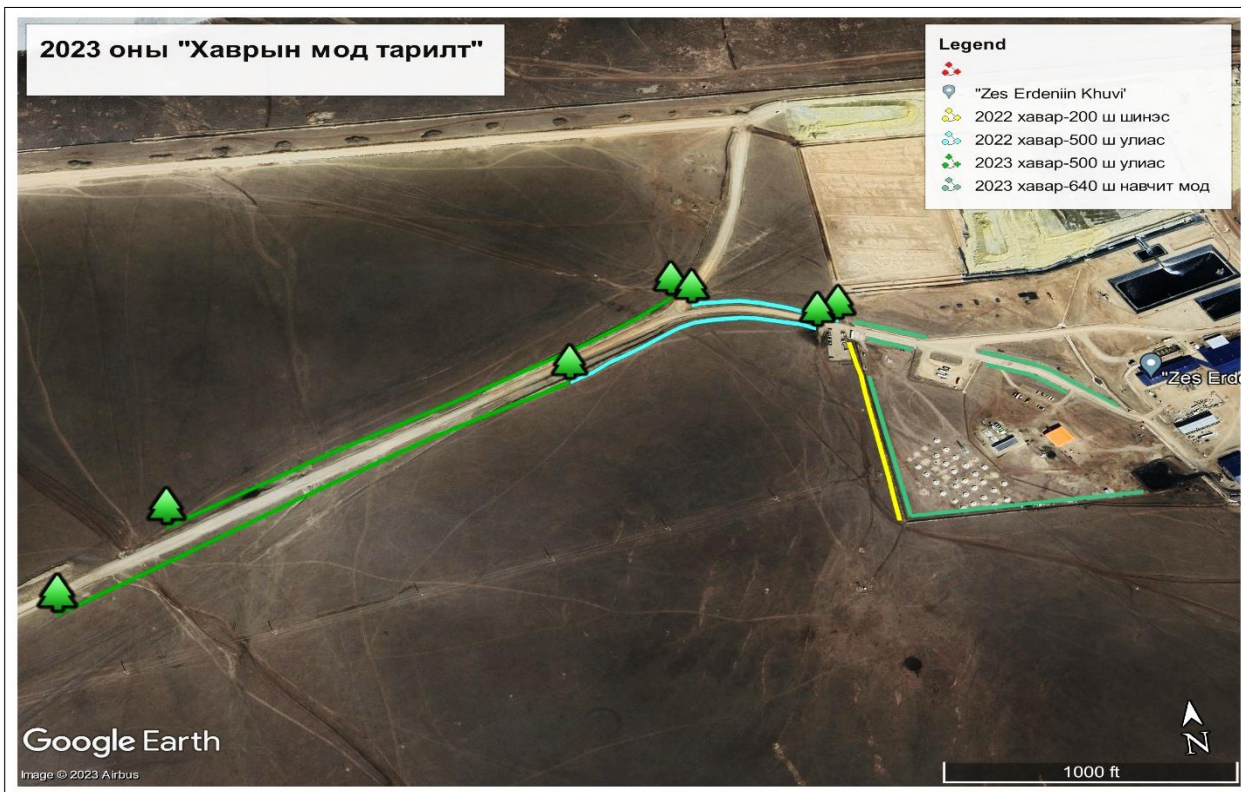 2023 оны "Хаврын мод тарилт"
Legend
"Zes Erdeniin Khuvi'
2022 хавар-200 ш шинэс
2022 хавар-500 ш улиас
2023 хавар-500 ш улиас
2023 хавар-640 ш навчит мод
"Zes Erde
Google Earth
Image © 2023 Airbus
N
1000 ft